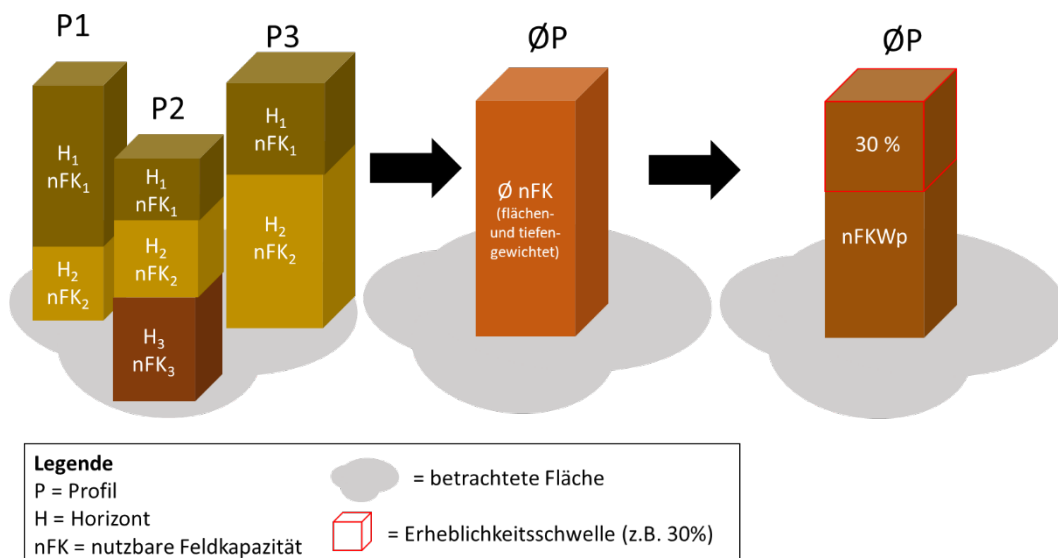 P1
P2
P3
ØP
ØP
H₁
nFK₁
H₂
nFK₂
H₁
nFK₁
H₂
nFK₂
H₃
nFK₃
H₁
nFK₁
H₂
nFK₂
Ø nFK
(flächen-
und tiefen-
gewichtet)
30 %
nFKWp
Legende
P = Profil
H = Horizont
nFK = nutzbare Feldkapazität
= betrachtete Fläche
= Erheblichkeitsschwelle (z.B. 30%)